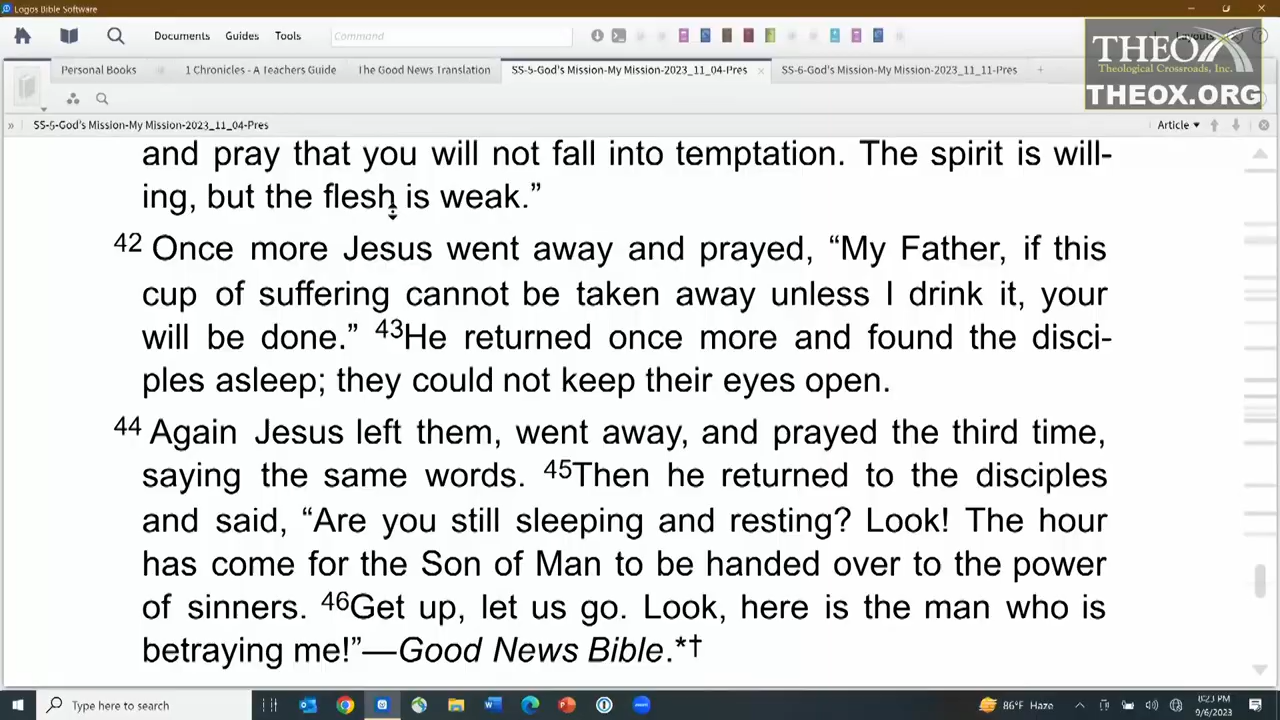 Logos Bible Software
Documents Guides Tools Command Layouts
THEOX
Theological Crossroads, Inc.
THEOX.ORG
Personal Books 1 Chronicles - A Teachers Guide The Good News Bible SS-5-God's Mission-My Mission-2023_11_04-Pres SS-6-God's Mission-My Mission-2023_11_11-Pres
SS-5-God's Mission-My Mission-2023_11_04-Pres Article
and pray that you will not fall into temptation. The spirit is will-
ing, but the flesh is weak.”
42 Once more Jesus went away and prayed, “My Father, if this
cup of suffering cannot be taken away unless I drink it, your
will be done.” 43He returned once more and found the disci-
ples asleep; they could not keep their eyes open.
44 Again Jesus left them, went away, and prayed the third time,
saying the same words. 45Then he returned to the disciples
and said, “Are you still sleeping and resting? Look! The hour
has come for the Son of Man to be handed over to the power
of sinners. 46Get up, let us go. Look, here is the man who is
betraying me!”—Good News Bible.*†
Type here to search 86°F Haze 8:23 PM
9/6/2023